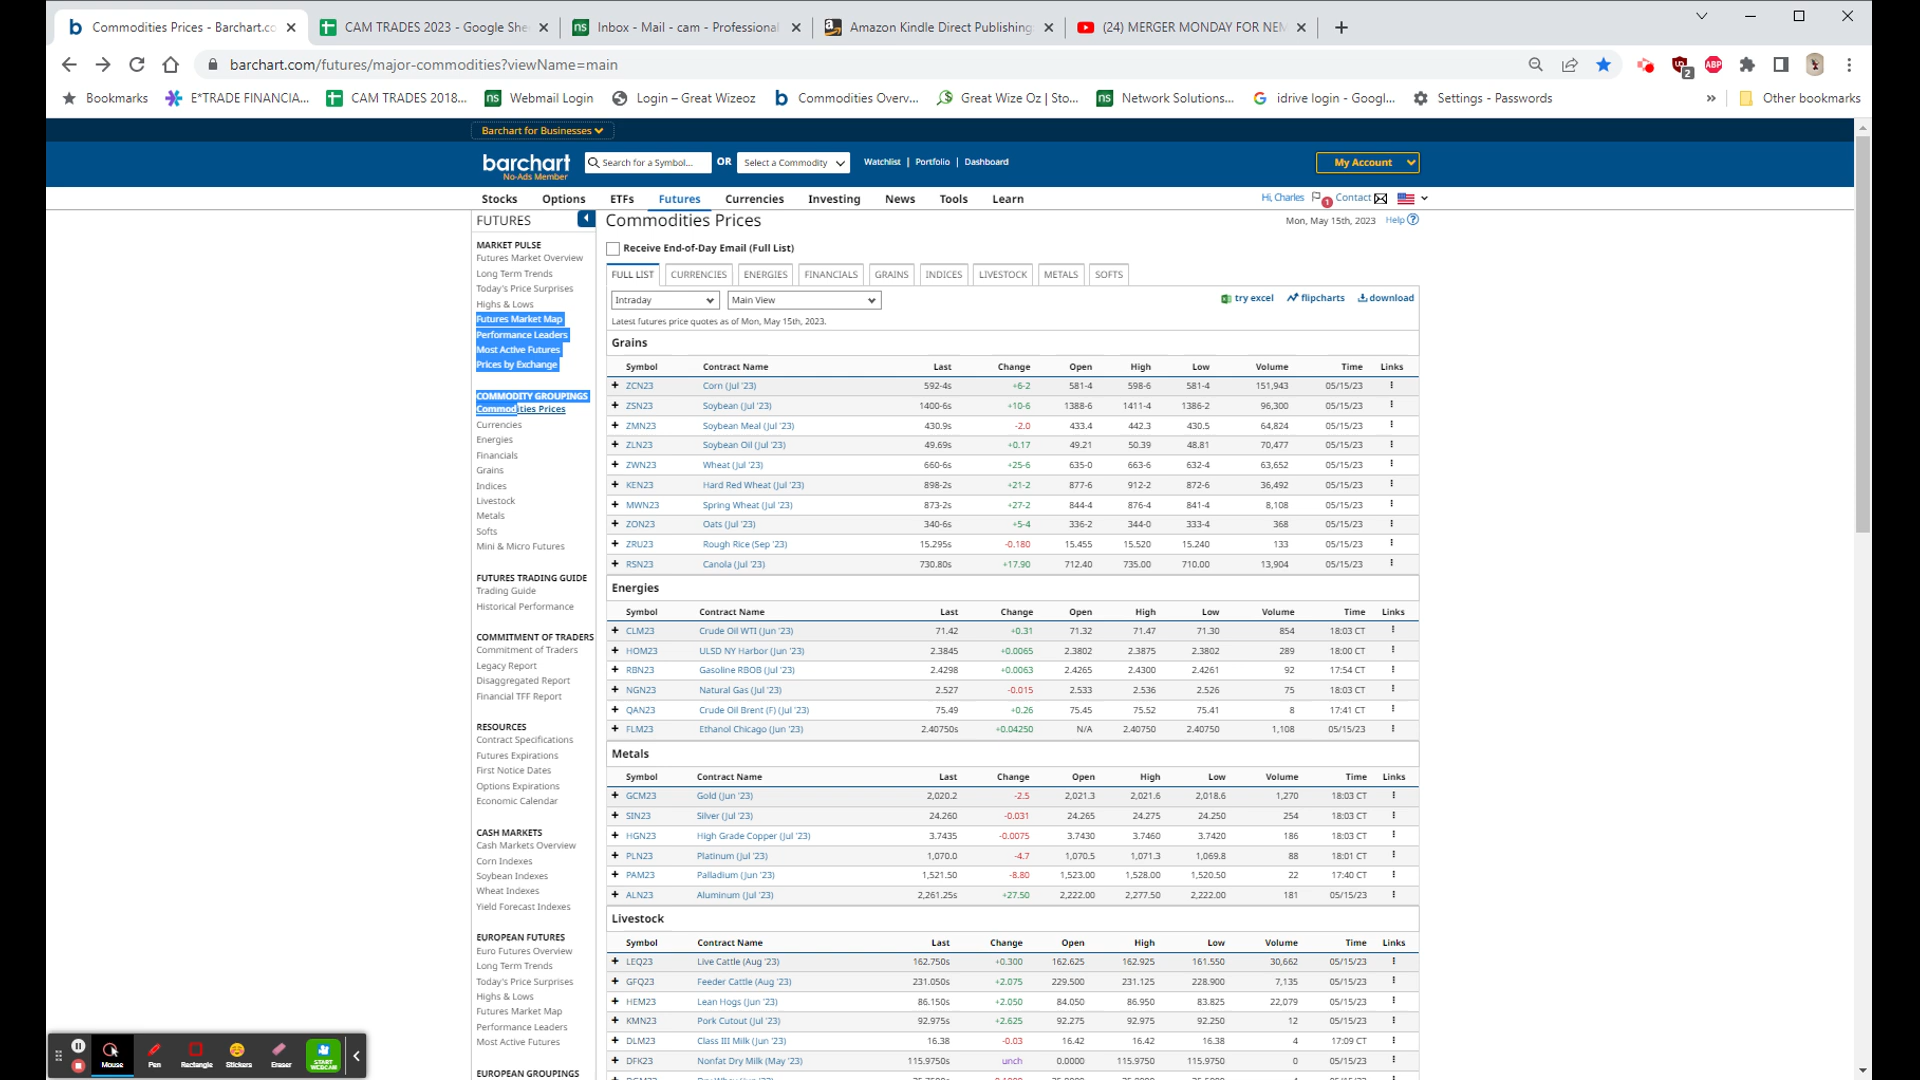 Commodities Prices - Barchart.co
CAM TRADES 2023 - Google She
Inbox - Mail - cam - Professional
Amazon Kindle Direct Publishing
(24) MERGER MONDAY FOR NEM
barchart.com/futures/major-commodities?viewName=main
2
ABP
Bookmarks
E*TRADE FINANCIA...
CAM TRADES 2018...
Webmail Login
Login – Great Wizeoz
Commodities Overv...
Great Wize Oz | Sto...
Network Solutions...
idrive login - Googl...
Settings - Passwords
»
Other bookmarks
Barchart for Businesses
barchart
No-Ads Member
Search for a Symbol...
OR
Select a Commodity
Watchlist | Portfolio | Dashboard
My Account
Stocks Options ETFs Futures Currencies Investing News Tools Learn
Hi, Charles 1 Contact
FUTURES
MARKET PULSE
Futures Market Overview
Long Term Trends
Today's Price Surprises
Highs & Lows
Futures Market Map
Performance Leaders
Most Active Futures
Prices by Exchange
COMMODITY GROUPINGS
Commodities Prices
Currencies
Energies
Financials
Grains
Indices
Livestock
Metals
Softs
Mini & Micro Futures
FUTURES TRADING GUIDE
Trading Guide
Historical Performance
COMMITMENT OF TRADERS
Commitment of Traders
Legacy Report
Disaggregated Report
Financial TFF Report
RESOURCES
Contract Specifications
Futures Expirations
First Notice Dates
Options Expirations
Economic Calendar
CASH MARKETS
Cash Markets Overview
Corn Indexes
Soybean Indexes
Wheat Indexes
Yield Forecast Indexes
EUROPEAN FUTURES
Euro Futures Overview
Long Term Trends
Today's Price Surprises
Highs & Lows
Futures Market Map
Performance Leaders
Most Active Futures
EUROPEAN GROUPINGS
Commodities Prices
Mon, May 15th, 2023 Help
Receive End-of-Day Email (Full List)
FULL LIST CURRENCIES ENERGIES FINANCIALS GRAINS INDICES LIVESTOCK METALS SOFTS
Intraday Main View
try excel flipcharts download
Latest futures price quotes as of Mon, May 15th, 2023.
Grains
Symbol Contract Name Last Change Open High Low Volume Time Links
+ ZCN23 Corn (Jul '23) 592-4s +6-2 581-4 598-6 581-4 151,943 05/15/23
+ ZSN23 Soybean (Jul '23) 1400-6s +10-6 1388-6 1411-4 1386-2 96,300 05/15/23
+ ZMN23 Soybean Meal (Jul '23) 430.9s -2.0 433.4 442.3 430.5 64,824 05/15/23
+ ZLN23 Soybean Oil (Jul '23) 49.69s +0.17 49.21 50.39 48.81 70,477 05/15/23
+ ZWN23 Wheat (Jul '23) 660-6s +25-6 635-0 663-6 632-4 63,652 05/15/23
+ KEN23 Hard Red Wheat (Jul '23) 898-2s +21-2 877-6 912-2 872-6 36,492 05/15/23
+ MWN23 Spring Wheat (Jul '23) 873-2s +27-2 844-4 876-4 841-4 8,108 05/15/23
+ ZON23 Oats (Jul '23) 340-6s +5-4 336-2 344-0 333-4 368 05/15/23
+ ZRU23 Rough Rice (Sep '23) 15.295s -0.180 15.455 15.520 15.240 133 05/15/23
+ RSN23 Canola (Jul '23) 730.80s +17.90 712.40 735.00 710.00 13,904 05/15/23
Energies
Symbol Contract Name Last Change Open High Low Volume Time Links
+ CLM23 Crude Oil WTI (Jun '23) 71.42 +0.31 71.32 71.47 71.30 854 18:03 CT
+ HOM23 ULSD NY Harbor (Jun '23) 2.3845 +0.0065 2.3802 2.3875 2.3802 289 18:00 CT
+ RBN23 Gasoline RBOB (Jul '23) 2.4298 +0.0063 2.4265 2.4300 2.4261 92 17:54 CT
+ NGN23 Natural Gas (Jul '23) 2.527 -0.015 2.533 2.536 2.526 75 18:03 CT
+ QAN23 Crude Oil Brent (F) (Jul '23) 75.49 +0.26 75.45 75.52 75.41 8 17:41 CT
+ FLM23 Ethanol Chicago (Jun '23) 2.40750s +0.04250 N/A 2.40750 2.40750 1,108 05/15/23
Metals
Symbol Contract Name Last Change Open High Low Volume Time Links
+ GCM23 Gold (Jun '23) 2,020.2 -2.5 2,021.3 2,021.6 2,018.6 1,270 18:03 CT
+ SIN23 Silver (Jul '23) 24.260 -0.031 24.265 24.275 24.250 254 18:03 CT
+ HGN23 High Grade Copper (Jul '23) 3.7435 -0.0075 3.7430 3.7460 3.7420 186 18:03 CT
+ PLN23 Platinum (Jul '23) 1,070.0 -4.7 1,070.5 1,071.3 1,069.8 88 18:01 CT
+ PAM23 Palladium (Jun '23) 1,521.50 -8.80 1,523.00 1,528.00 1,520.50 22 17:40 CT
+ ALN23 Aluminum (Jul '23) 2,261.25s +27.50 2,222.00 2,277.50 2,222.00 181 05/15/23
Livestock
Symbol Contract Name Last Change Open High Low Volume Time Links
+ LEQ23 Live Cattle (Aug '23) 162.750s +0.300 162.625 162.925 161.550 30,662 05/15/23
+ GFQ23 Feeder Cattle (Aug '23) 231.050s +2.075 229.500 231.125 228.900 7,135 05/15/23
+ HEM23 Lean Hogs (Jun '23) 86.150s +2.050 84.050 86.950 83.825 22,079 05/15/23
+ KMN23 Pork Cutout (Jul '23) 92.975s +2.625 92.275 92.975 92.250 12 05/15/23
+ DLM23 Class III Milk (Jun '23) 16.38 -0.03 16.42 16.42 16.38 4 17:09 CT
+ DFK23 Nonfat Dry Milk (May '23) 115.9750s unch 0.0000 115.9750 115.9750 0 05/15/23
Mouse Pen Rectangle Stickers Eraser START WEBCAM